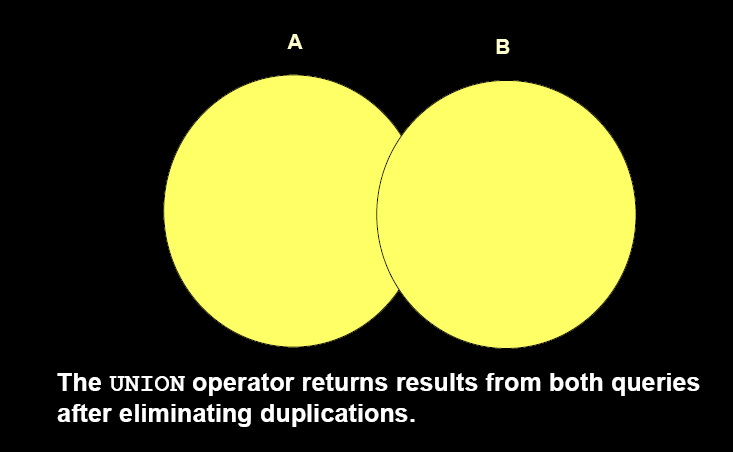 A
B
The UNION operator returns results from both queries
after eliminating duplications.